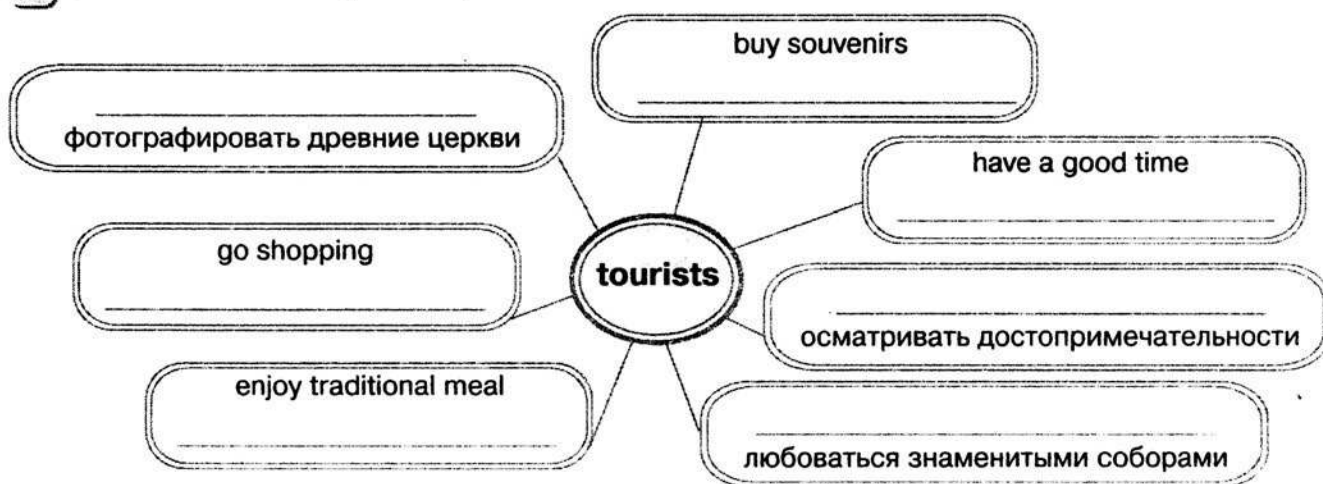 buy souvenirs
фотографировать древние церкви
have a good time
go shopping
tourists
осматривать достопримечательности
enjoy traditional meal
любоваться знаменитыми соборами